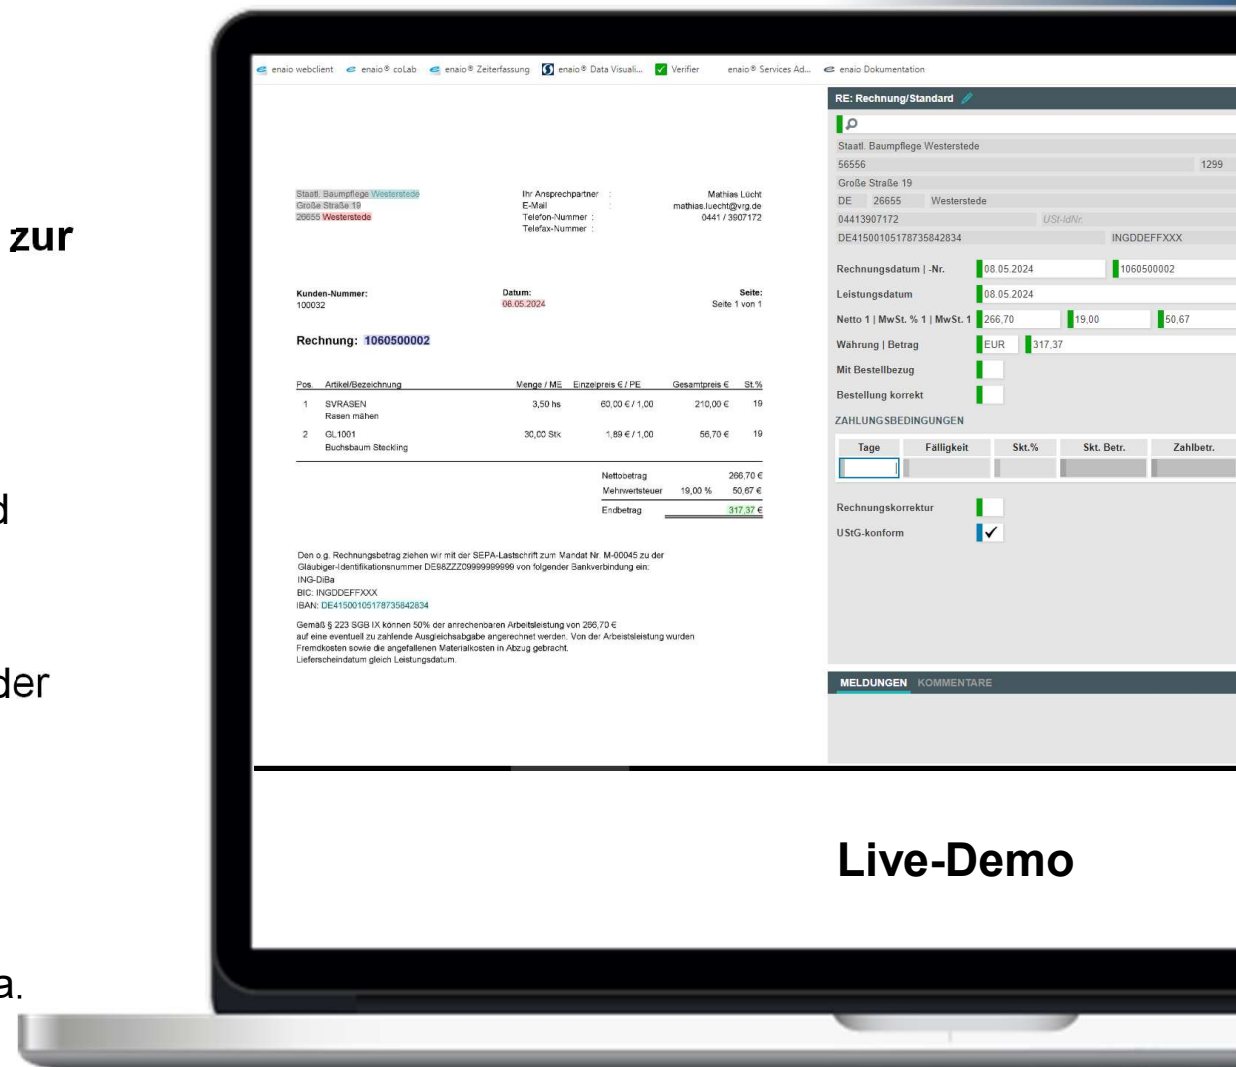 zur
d
der
a.
enaio webclient enaio® coLab enaio® Zeiterfassung enaio® Data Visuali... Verifier enaio® Services Ad... enaio Dokumentation
Staatl. Baumpflege Westerstede
Große Straße 19
26655 Westerstede
Ihr Ansprechpartner : Mathias Lücht
E-Mail : mathias.luecht@vrg.de
Telefon-Nummer : 0441 / 3907172
Telefax-Nummer :
Kunden-Nummer: Datum: Seite:
100032 08.05.2024 Seite 1 von 1
Rechnung: 1060500002
Pos. Artikel/Bezeichnung Menge / ME Einzelpreis € / PE Gesamtpreis € St.%
1 SVRASEN 3,50 hs 60,00 € / 1,00 210,00 € 19
Rasen mähen
2 GL1001 30,00 Stk 1,89 € / 1,00 56,70 € 19
Buchsbaum Steckling
Nettobetrag 266,70 €
Mehrwertsteuer 19,00 % 50,67 €
Endbetrag 317,37 €
Den o.g. Rechnungsbetrag ziehen wir mit der SEPA-Lastschrift zum Mandat Nr. M-00045 zu der
Gläubiger-Identifikationsnummer DE98ZZZ09999999999 von folgender Bankverbindung ein:
ING-DiBa
BIC: INGDDEFFXXX
IBAN: DE41500105178735842834
Gemäß § 223 SGB IX können 50% der anrechenbaren Arbeitsleistung von 266,70 €
auf eine eventuell zu zahlende Ausgleichsabgabe angerechnet werden. Von der Arbeistsleistung wurden
Fremdkosten sowie die angefallenen Materialkosten in Abzug gebracht.
Lieferscheindatum gleich Leistungsdatum.
RE: Rechnung/Standard
Staatl. Baumpflege Westerstede
56556 1299
Große Straße 19
DE 26655 Westerstede
04413907172 USt-IdNr.
DE41500105178735842834 INGDDEFFXXX
Rechnungsdatum | -Nr. 08.05.2024 1060500002
Leistungsdatum 08.05.2024
Netto 1 | MwSt. % 1 | MwSt. 1 266,70 19,00 50,67
Währung | Betrag EUR 317,37
Mit Bestellbezug
Bestellung korrekt
ZAHLUNGSBEDINGUNGEN
Tage Fälligkeit Skt.% Skt. Betr. Zahlbetr.
Rechnungskorrektur
UStG-konform
MELDUNGEN KOMMENTARE
Live-Demo